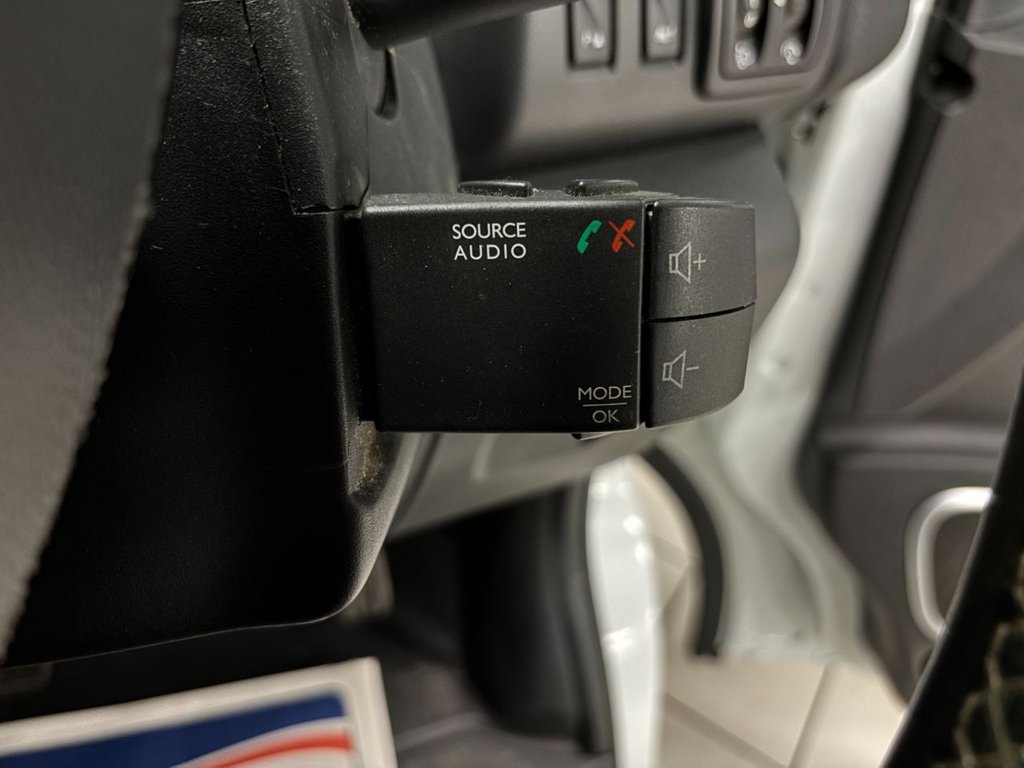 SOURCE
AUDIO
+
-
MODE
OK